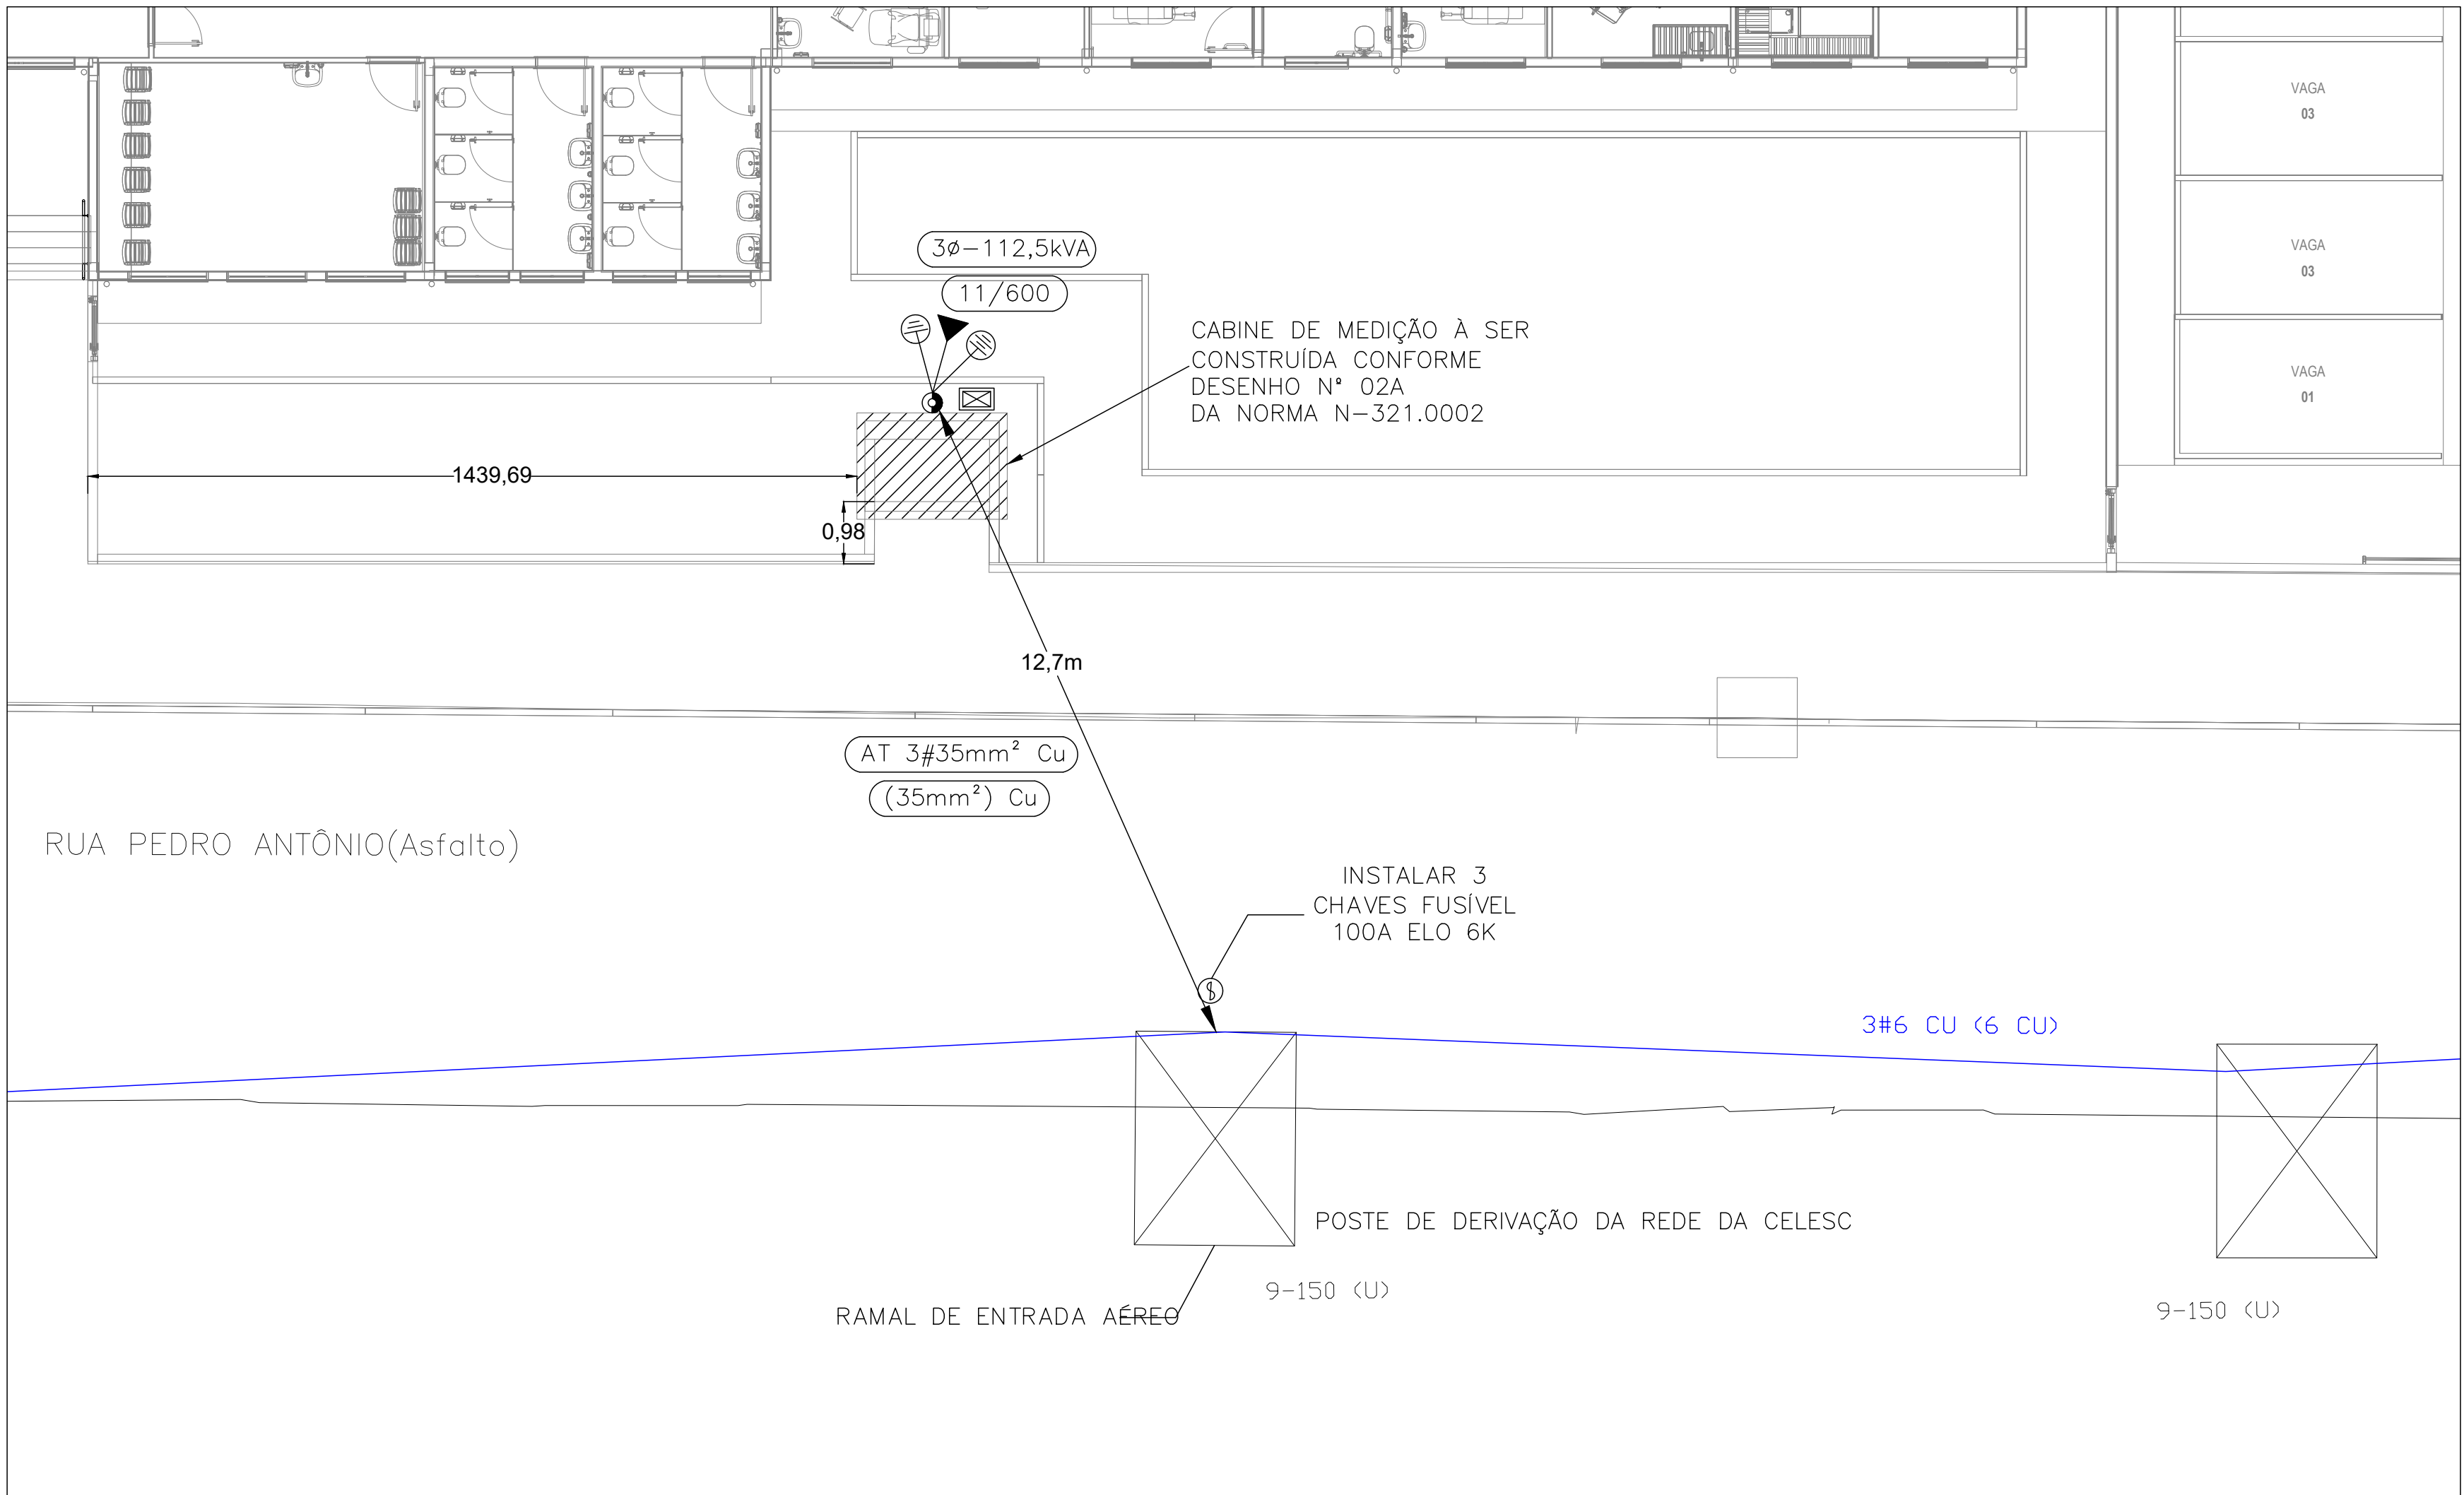 VAGA
03
VAGA
03
VAGA
01
3ø-112,5kVA
11/600
CABINE DE MEDIÇÃO À SER
CONSTRUÍDA CONFORME
DESENHO Nº 02A
DA NORMA N-321.0002
1439,69
0,98
12,7m
AT 3#35mm² Cu
(35mm²) Cu
RUA PEDRO ANTÔNIO(Asfalto)
INSTALAR 3
CHAVES FUSÍVEL
100A ELO 6K
3#6 CU (6 CU)
POSTE DE DERIVAÇÃO DA REDE DA CELESC
9-150 (U)
RAMAL DE ENTRADA AÉREO
9-150 (U)